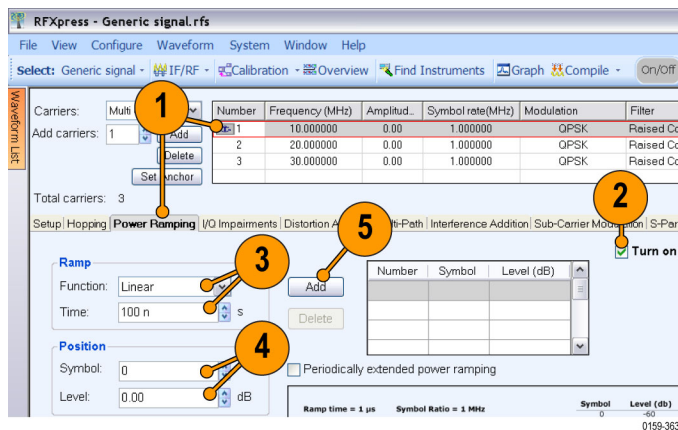 RFXpress - Generic signal.rfs
File View Configure Waveform System Window Help
Select: Generic signal IF/RF Calibration Overview Find Instruments Graph Compile On/Off
Waveform List
Carriers: Multi
Add carriers: 1 Add
Delete
Set Anchor
Total carriers: 3
Number Frequency (MHz) Amplitud... Symbol rate(MHz) Modulation Filter
1 10.000000 0.00 1.000000 QPSK Raised Co
2 20.000000 0.00 1.000000 QPSK Raised Co
3 30.000000 0.00 1.000000 QPSK Raised Co
1
2
Setup Hopping Power Ramping I/Q Impairments Distortion A lti-Path Interference Addition Sub-Carrier Modulation S-Par
Turn on
5
3
Ramp
Function: Linear
Time: 100 n s
Add
Delete
Number Symbol Level (dB)
4
Position
Symbol: 0
Level: 0.00 dB
Periodically extended power ramping
Ramp time = 1 µs Symbol Ratio = 1 MHz
Symbol Level (db)
0 -60
0159-363